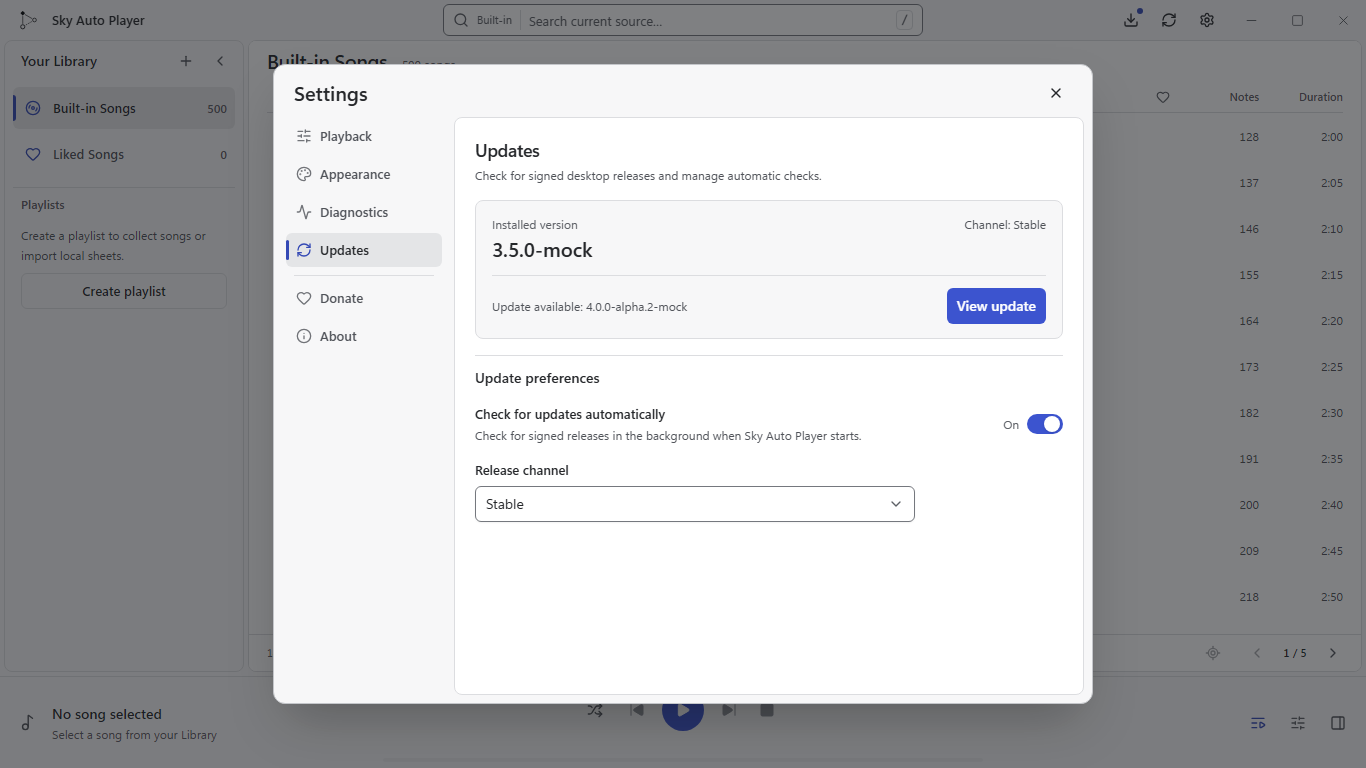 Sky Auto Player
Built-in
Search current source...
/
Your Library
Built-in Songs
500
Liked Songs
0
Playlists
Create a playlist to collect songs or
import local sheets.
Create playlist
Built-in Songs
500 songs
Notes
Duration
128
2:00
137
2:05
146
2:10
155
2:15
164
2:20
173
2:25
182
2:30
191
2:35
200
2:40
209
2:45
218
2:50
1
1 / 5
Settings
Playback
Appearance
Diagnostics
Updates
Donate
About
Updates
Check for signed desktop releases and manage automatic checks.
Installed version
Channel: Stable
3.5.0-mock
Update available: 4.0.0-alpha.2-mock
View update
Update preferences
Check for updates automatically
Check for signed releases in the background when Sky Auto Player starts.
On
Release channel
Stable
No song selected
Select a song from your Library